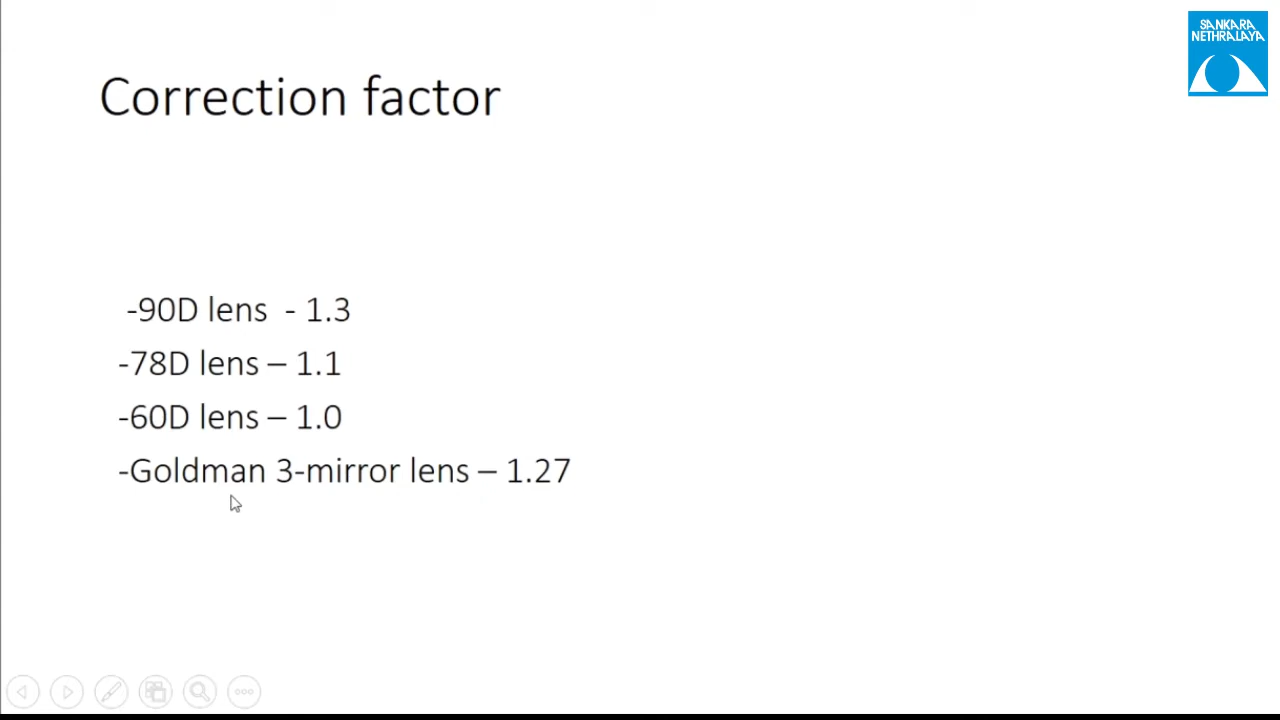 SANKARA
NETHRALAYA
Correction factor
-90D lens - 1.3
-78D lens – 1.1
-60D lens – 1.0
-Goldman 3-mirror lens – 1.27